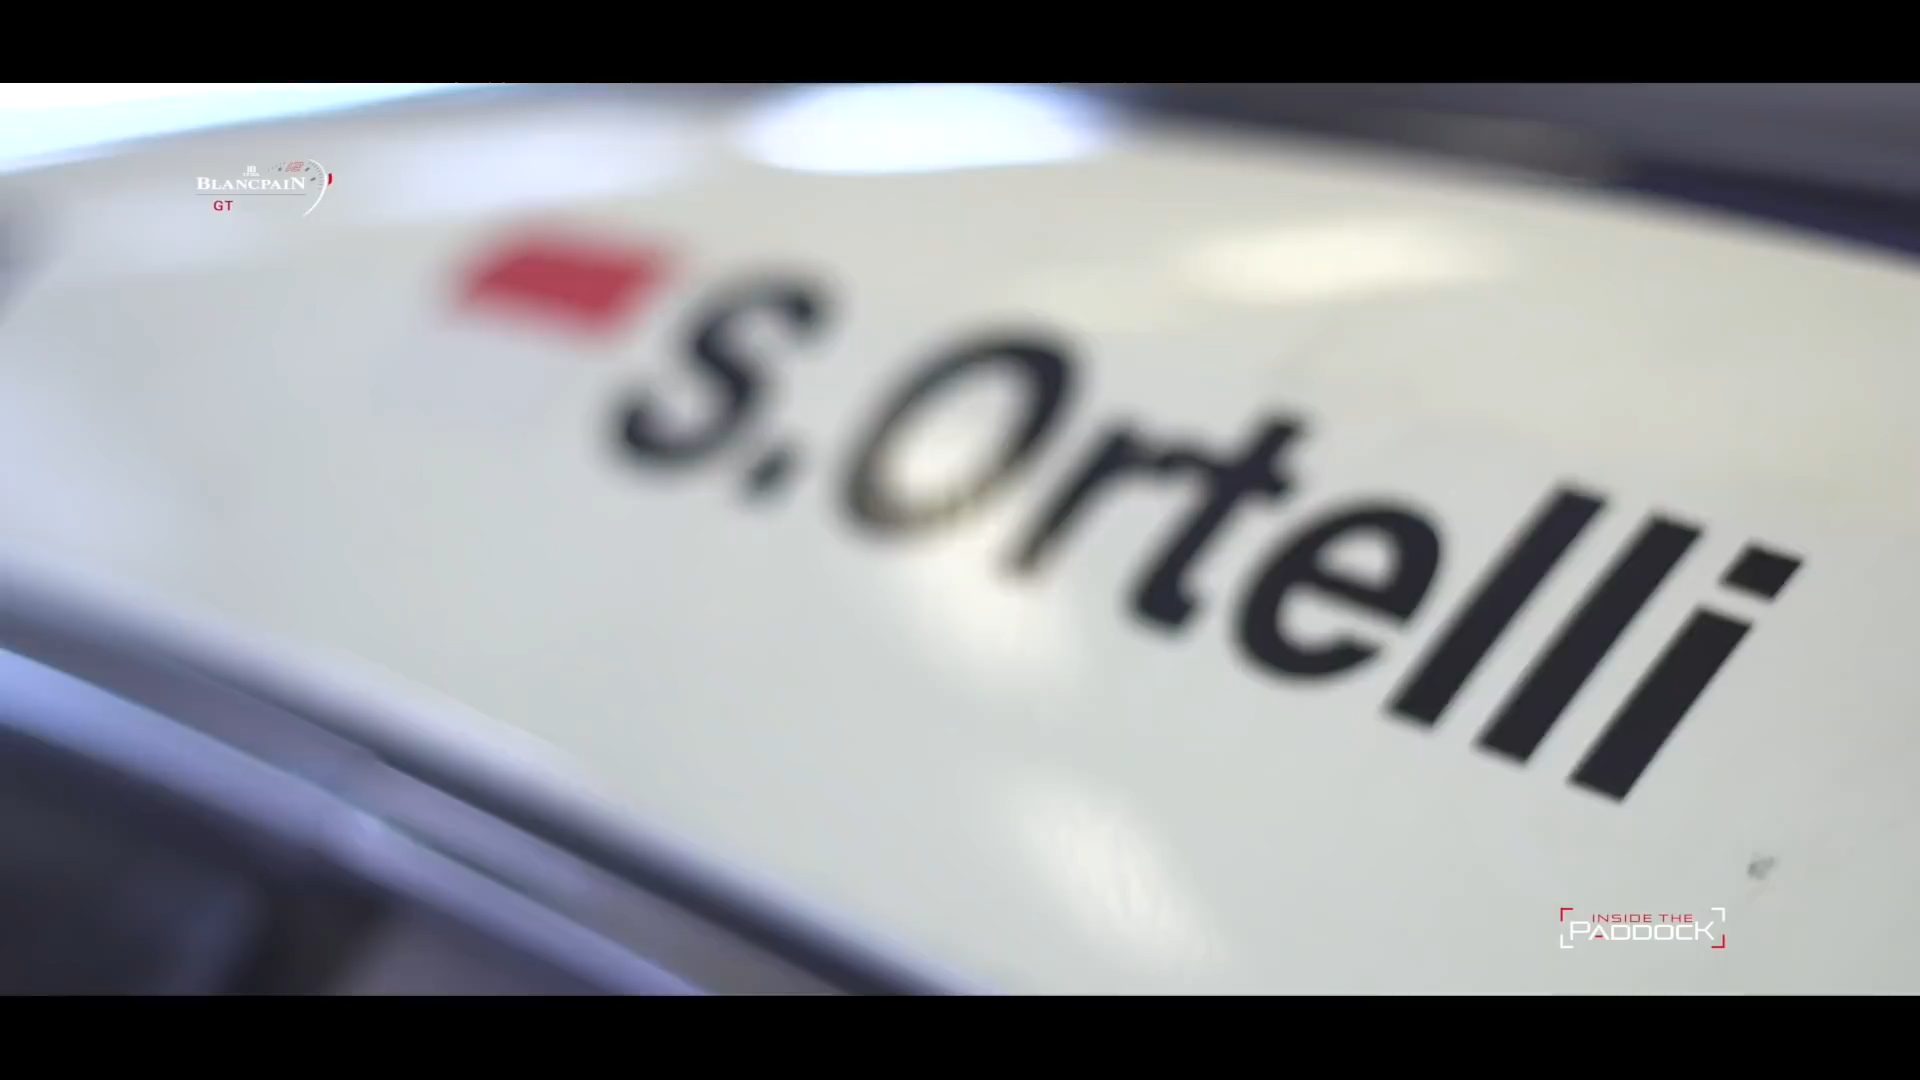 BLANCPAIN
GT
s.Ortelli
INSIDE THE
PADDOCK